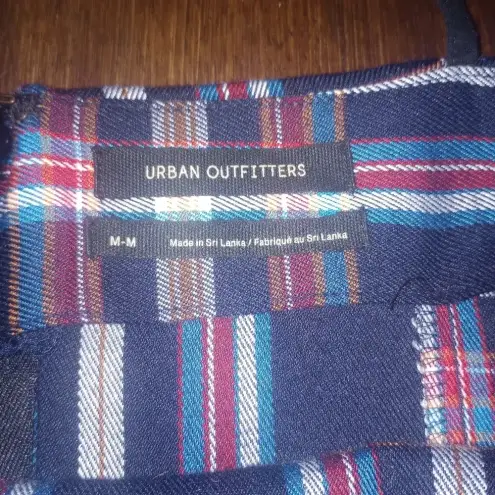 URBAN OUTFITTERS
M-M Made in Sri Lanka / Fabriqué au Sri Lanka